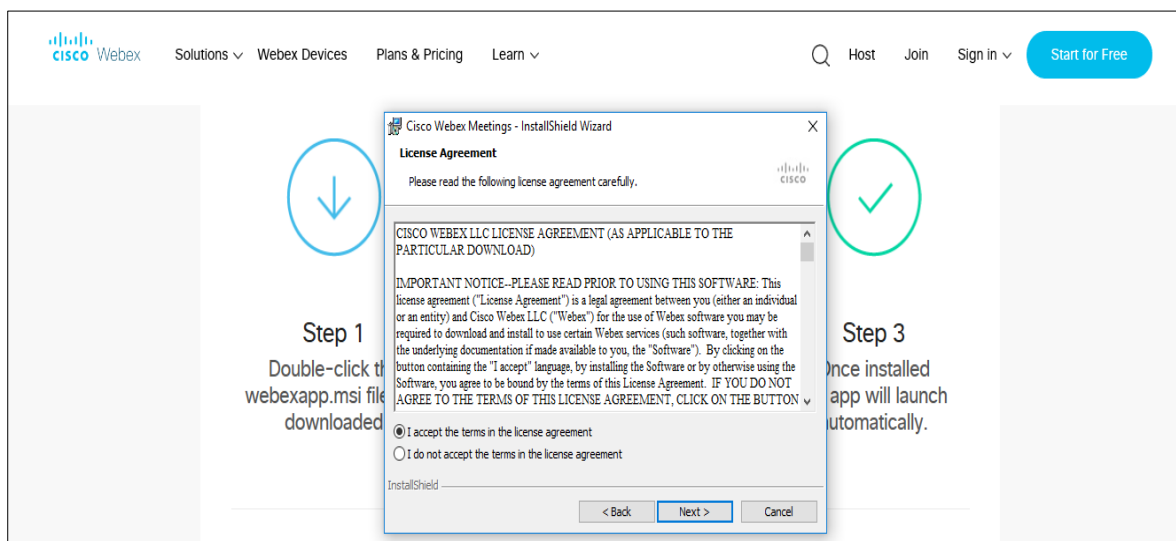 cisco Webex Solutions Webex Devices Plans & Pricing Learn Host Join Sign in Start for Free
Cisco Webex Meetings - InstallShield Wizard
License Agreement
Please read the following license agreement carefully.
CISCO
CISCO WEBEX LLC LICENSE AGREEMENT (AS APPLICABLE TO THE
PARTICULAR DOWNLOAD)
IMPORTANT NOTICE--PLEASE READ PRIOR TO USING THIS SOFTWARE: This
license agreement ("License Agreement") is a legal agreement between you (either an individual
or an entity) and Cisco Webex LLC ("Webex") for the use of Webex software you may be
required to download and install to use certain Webex services (such software, together with
the underlying documentation if made available to you, the "Software"). By clicking on the
button containing the "I accept" language, by installing the Software or by otherwise using the
Software, you agree to be bound by the terms of this License Agreement. IF YOU DO NOT
AGREE TO THE TERMS OF THIS LICENSE AGREEMENT, CLICK ON THE BUTTON
I accept the terms in the license agreement
I do not accept the terms in the license agreement
InstallShield
< Back Next > Cancel
Step 1
Double-click
webexapp.msi file
downloaded
Step 3
Once installed
app will launch
automatically.